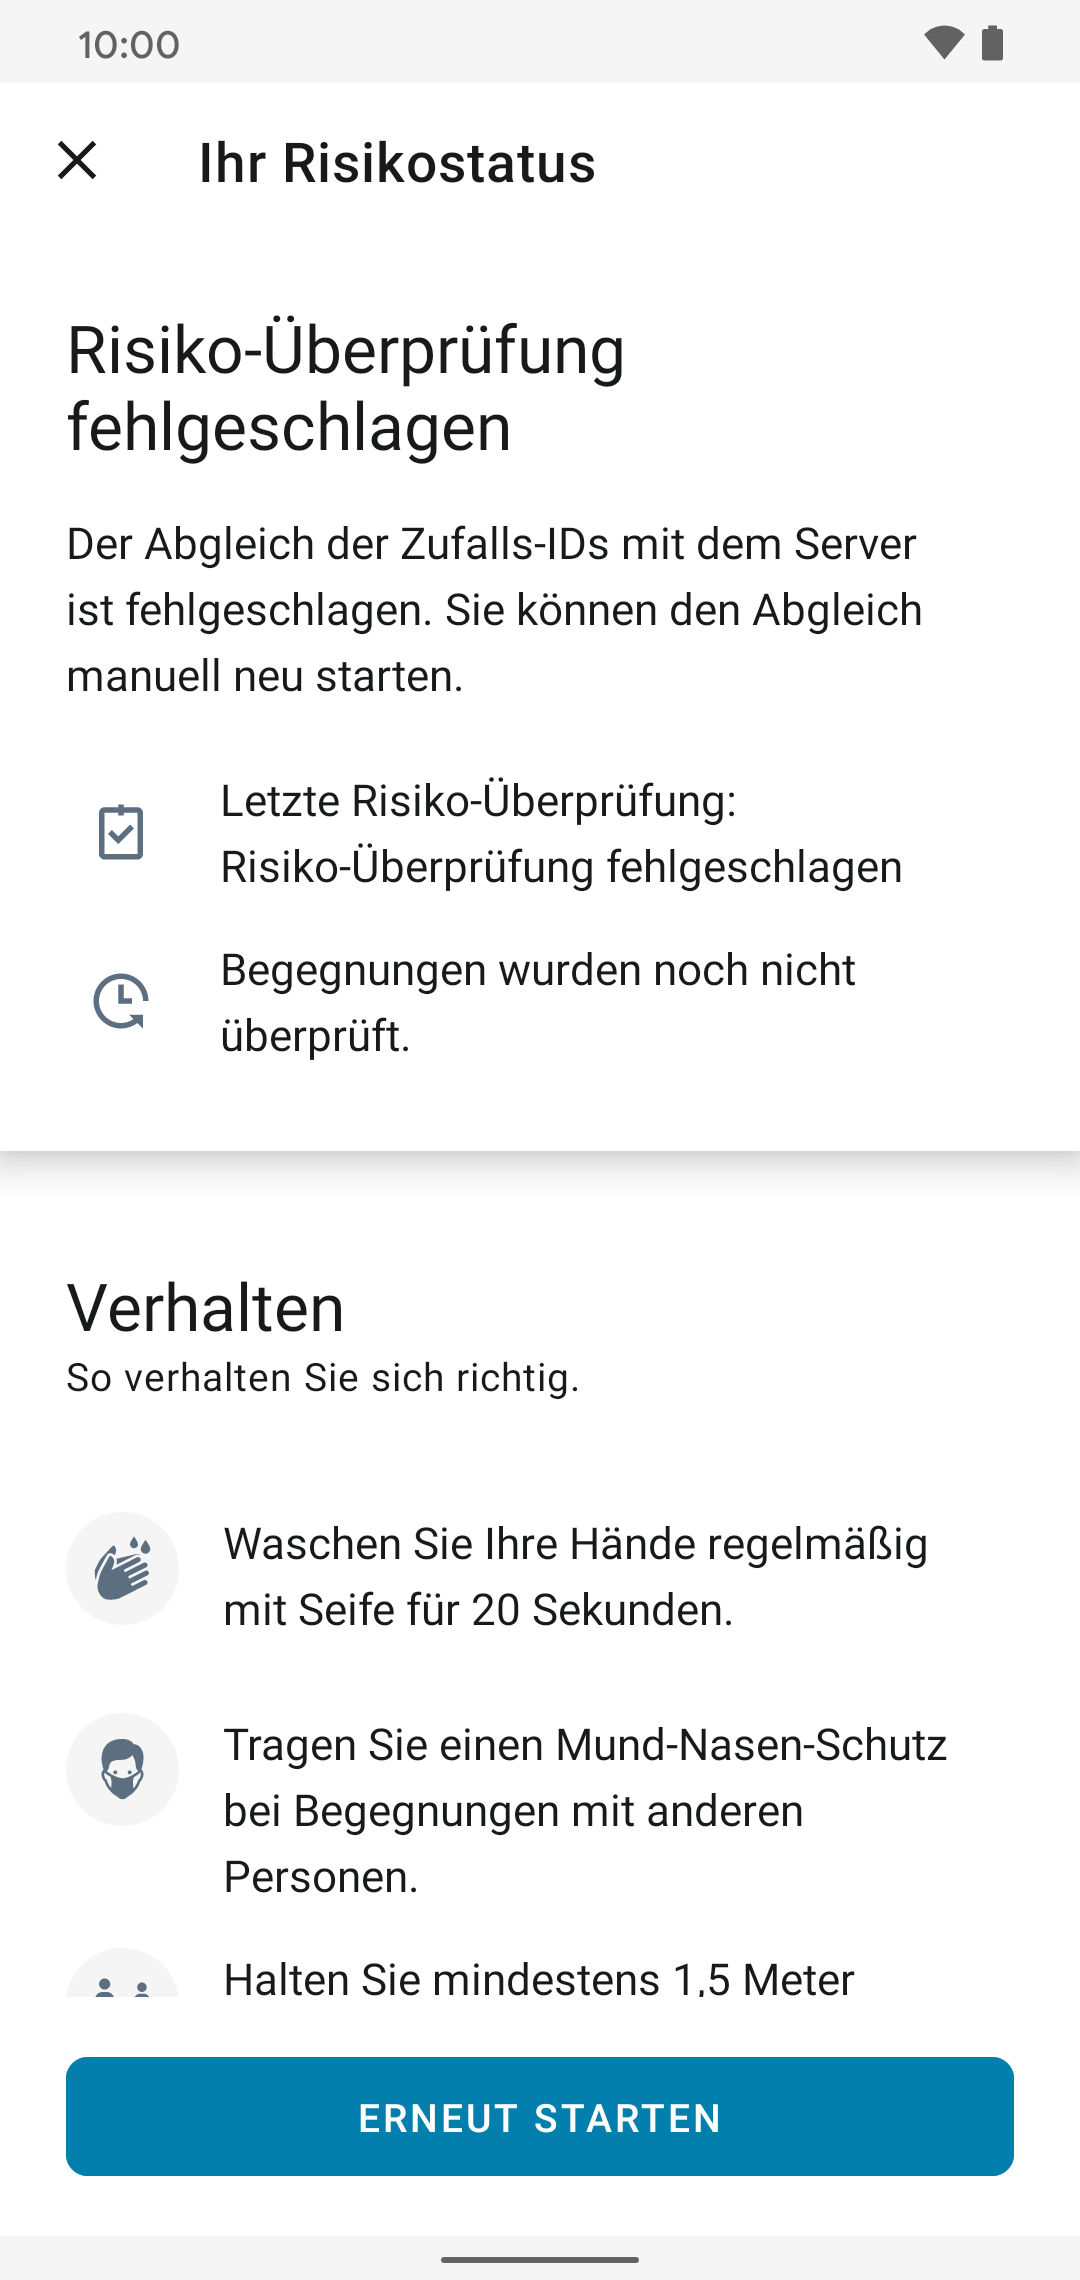 10:00
Ihr Risikostatus
Risiko-Überprüfung
fehlgeschlagen
Der Abgleich der Zufalls-IDs mit dem Server
ist fehlgeschlagen. Sie können den Abgleich
manuell neu starten.
Letzte Risiko-Überprüfung:
Risiko-Überprüfung fehlgeschlagen
Begegnungen wurden noch nicht
überprüft.
Verhalten
So verhalten Sie sich richtig.
Waschen Sie Ihre Hände regelmäßig
mit Seife für 20 Sekunden.
Tragen Sie einen Mund-Nasen-Schutz
bei Begegnungen mit anderen
Personen.
Halten Sie mindestens 1,5 Meter
ERNEUT STARTEN